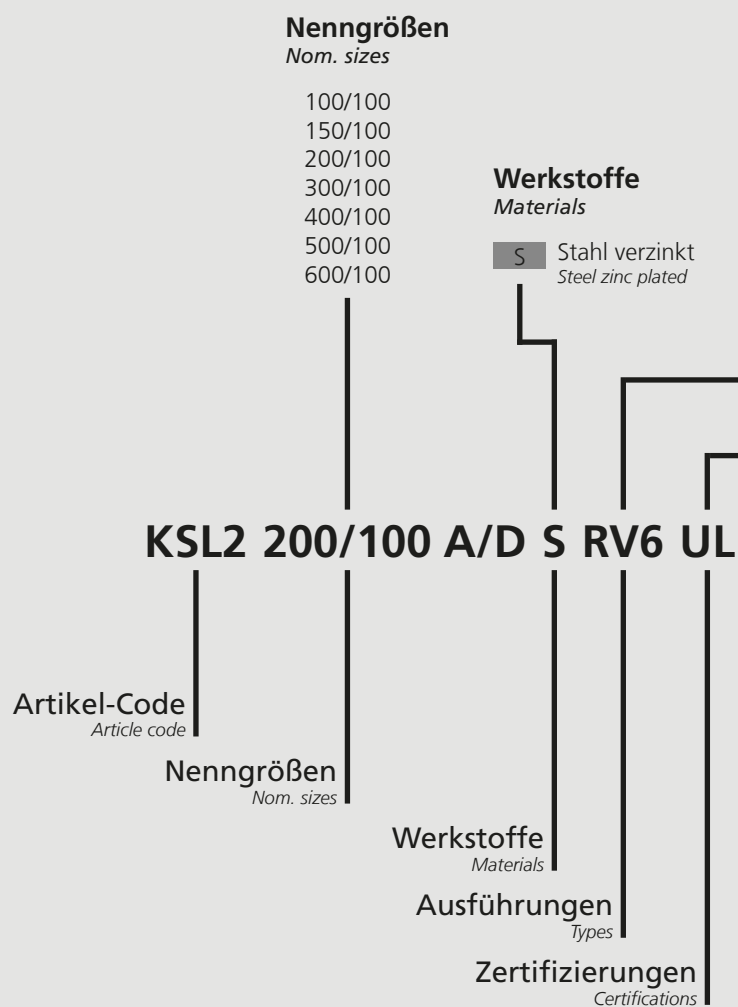 Nenngrößen
Nom. sizes
100/100
150/100
200/100
300/100
400/100
500/100
600/100
Werkstoffe
Materials
S Stahl verzinkt
Steel zinc plated
KSL2 200/100 A/D S RV6 UL
Artikel-Code
Article code
Nenngrößen
Nom. sizes
Werkstoffe
Materials
Ausführungen
Types
Zertifizierungen
Certifications